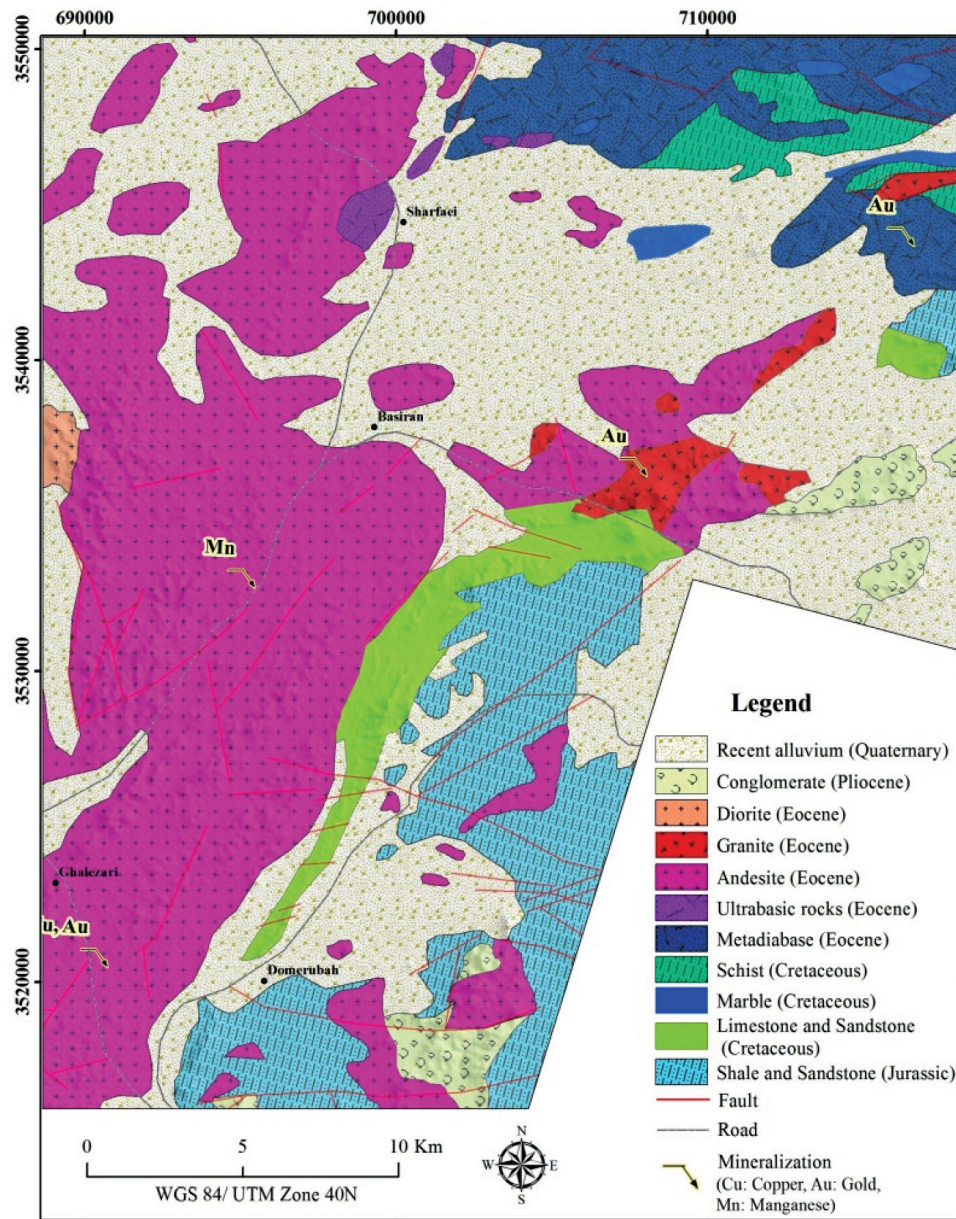 690000 700000 710000
3550000
Au
Sharfaei
3540000
Basiran
Au
Mn
3530000
Legend
Recent alluvium (Quaternary)
Conglomerate (Pliocene)
Diorite (Eocene)
Granite (Eocene)
Andesite (Eocene)
Ultrabasic rocks (Eocene)
Metadiabase (Eocene)
Schist (Cretaceous)
Marble (Cretaceous)
Limestone and Sandstone
(Cretaceous)
Shale and Sandstone (Jurassic)
Fault
Road
Mineralization
(Cu: Copper, Au: Gold,
Mn: Manganese)
Ghalezari
u, Au
3520000
Domerubah
0 5 10 Km
N
W E
S
WGS 84/ UTM Zone 40N